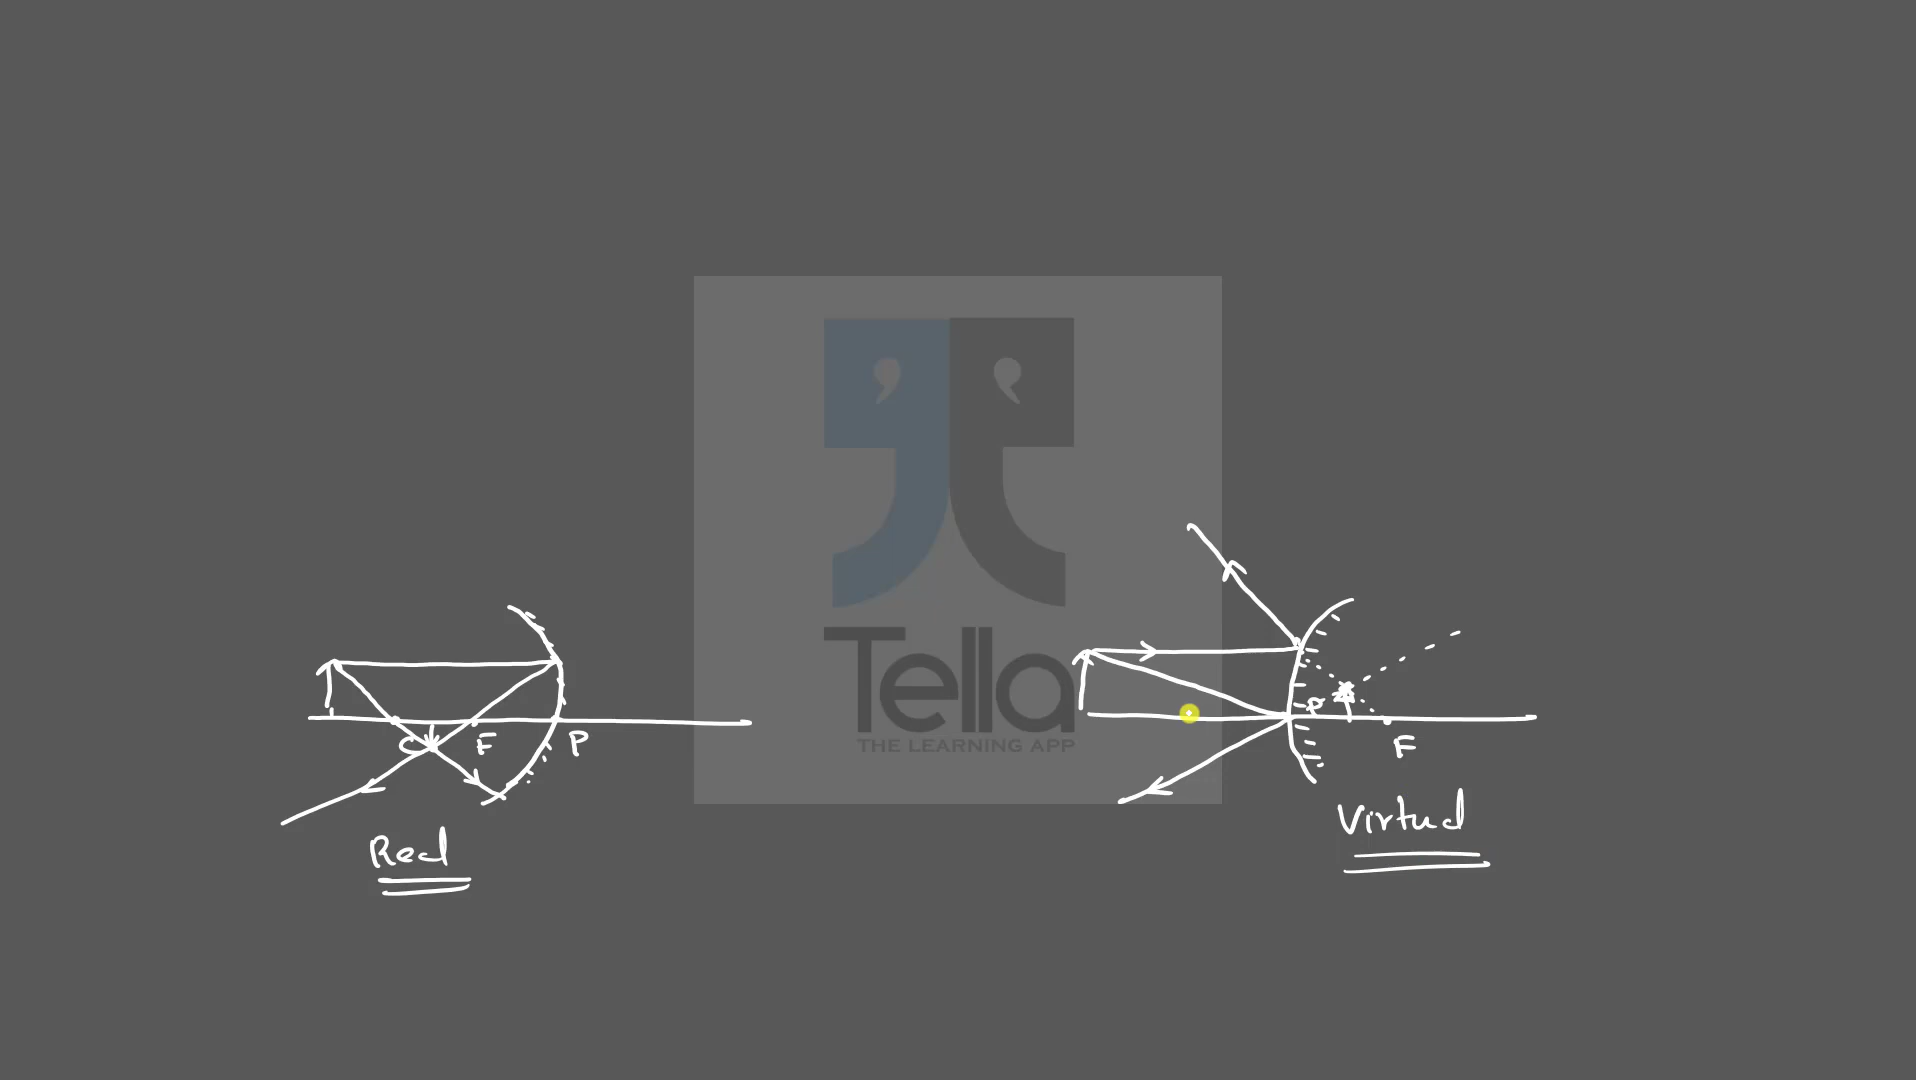 Tella
THE LEARNING APP
C F P
Real
P
F
Virtual